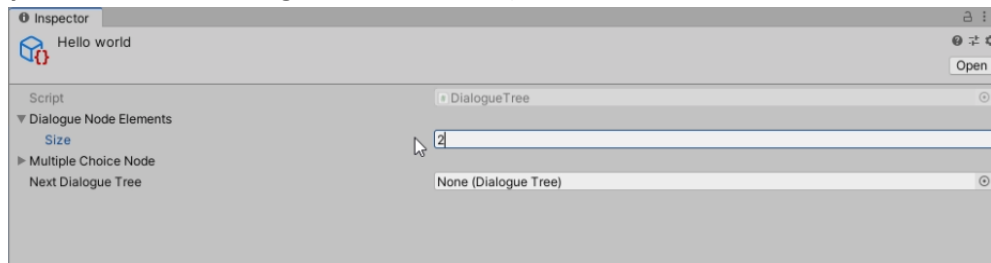 Inspector
Hello world
Open
Script DialogueTree
Dialogue Node Elements
Size 2
Multiple Choice Node
Next Dialogue Tree None (Dialogue Tree)